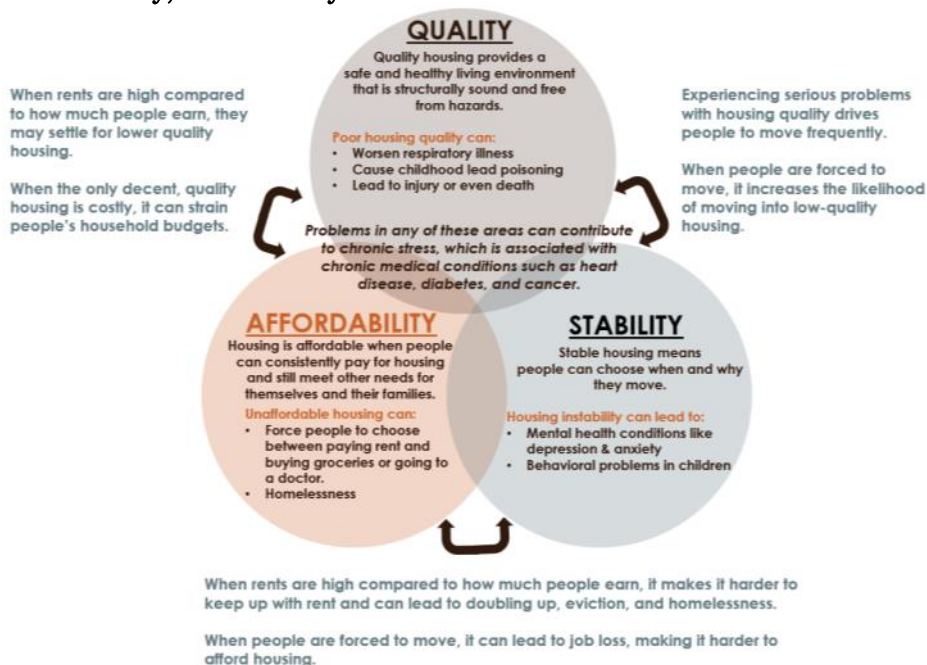 QUALITY
Quality housing provides a
safe and healthy living environment
that is structurally sound and free
from hazards.
Poor housing quality can:
• Worsen respiratory illness
• Cause childhood lead poisoning
• Lead to injury or even death
When rents are high compared
to how much people earn, they
may settle for lower quality
housing.
When the only decent, quality
housing is costly, it can strain
people's household budgets.
Experiencing serious problems
with housing quality drives
people to move frequently.
When people are forced to
move, it increases the likelihood
of moving into low-quality
housing.
Problems in any of these areas can contribute
to chronic stress, which is associated with
chronic medical conditions such as heart
disease, diabetes, and cancer.
AFFORDABILITY
Housing is affordable when people
can consistently pay for housing
and still meet other needs for
themselves and their families.
Unaffordable housing can:
• Force people to choose
between paying rent and
buying groceries or going to
a doctor.
• Homelessness
STABILITY
Stable housing means
people can choose when and why
they move.
Housing instability can lead to:
• Mental health conditions like
depression & anxiety
• Behavioral problems in children
When rents are high compared to how much people earn, it makes it harder to
keep up with rent and can lead to doubling up, eviction, and homelessness.
When people are forced to move, it can lead to job loss, making it harder to
afford housing.